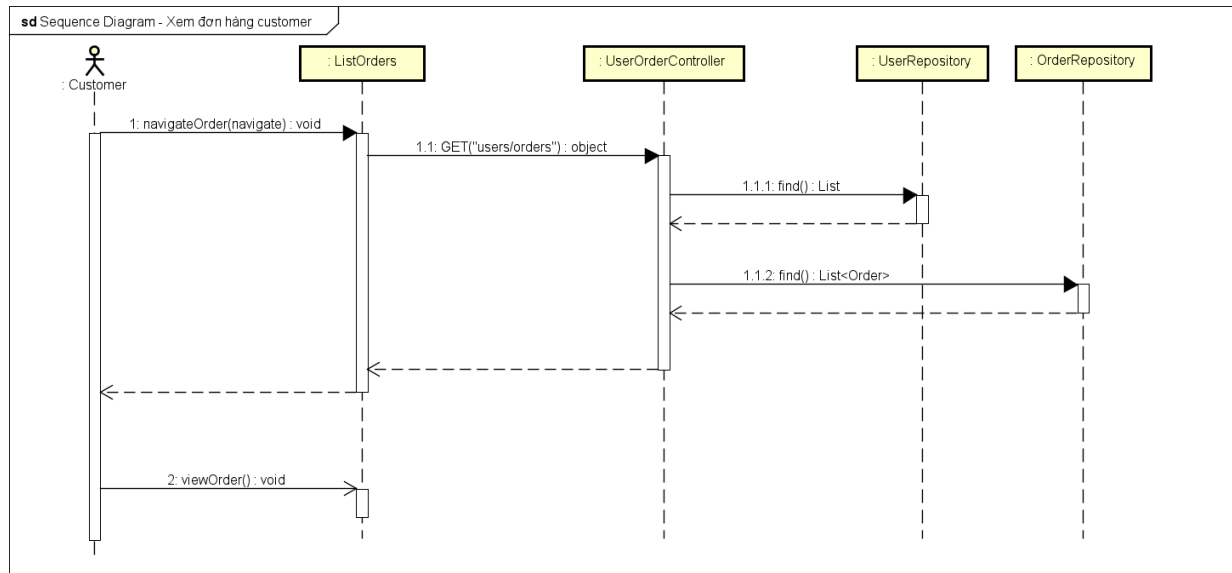 sd Sequence Diagram - Xem đơn hàng customer
: Customer
: ListOrders
: UserOrderController
: UserRepository
: OrderRepository
1: navigateOrder(navigate) : void
1.1: GET("users/orders") : object
1.1.1: find() : List
1.1.2: find() : List<Order>
2: viewOrder() : void